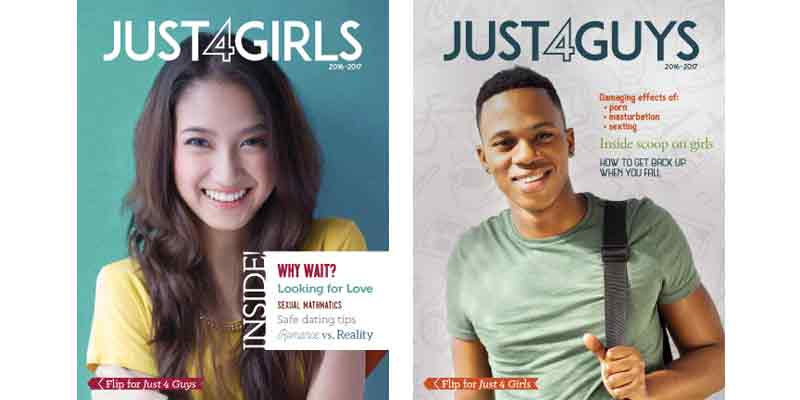 JUST4GIRLS
2016-2017
INSIDE!
WHY WAIT?
Looking for Love
SEXUAL MATHMATICS
Safe dating tips
Romance vs. Reality
Flip for Just 4 Guys
JUST4GUYS
2016-2017
Damaging effects of:
• porn
• masturbation
• sexting
Inside scoop on girls
HOW TO GET BACK UP
WHEN YOU FALL
Flip for Just 4 Girls